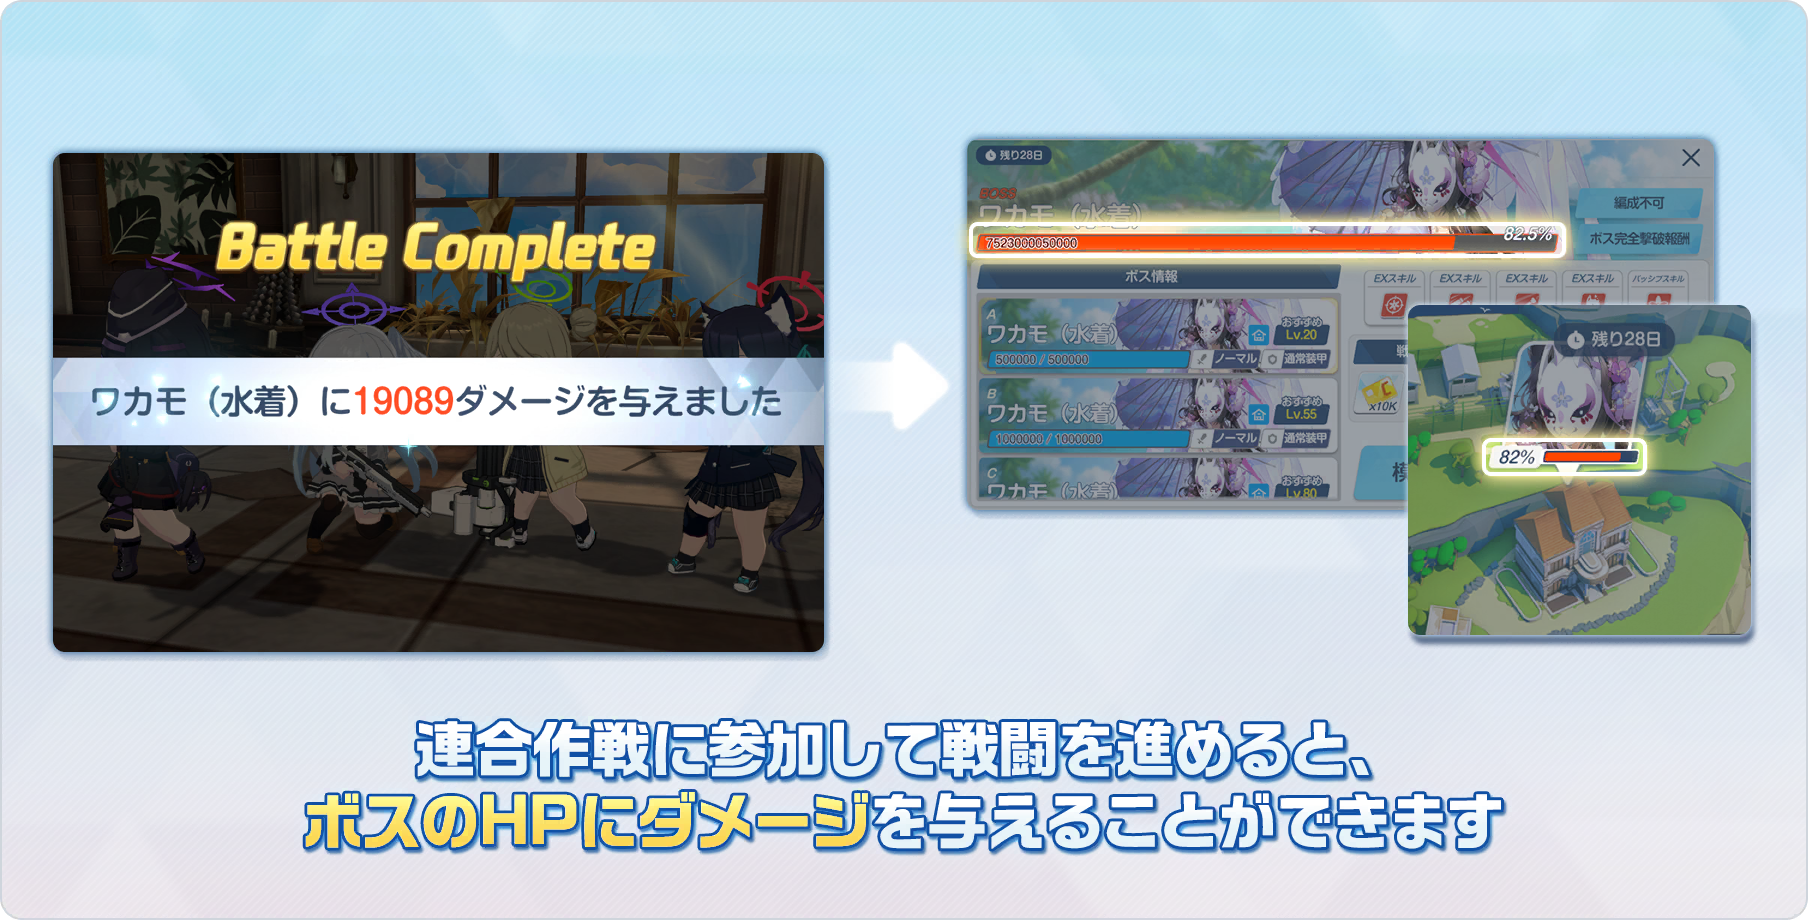 Battle Complete
ワカモ（水着）に19089ダメージを与えました
残り28日
BOSS
ワカモ（水着）
7523000050000
82.5%
編成不可
ボス完全撃破報酬
ボス情報
EXスキル
EXスキル
EXスキル
EXスキル
パッシブスキル
A
ワカモ（水着）
おすすめ
Lv.20
500000 / 500000
ノーマル
通常装甲
B
ワカモ（水着）
おすすめ
Lv.55
1000000 / 1000000
ノーマル
通常装甲
C
ワカモ（水着）
おすすめ
Lv.80
戦
x10K
模
残り28日
82%
連合作戦に参加して戦闘を進めると、
ボスのHPにダメージを与えることができます